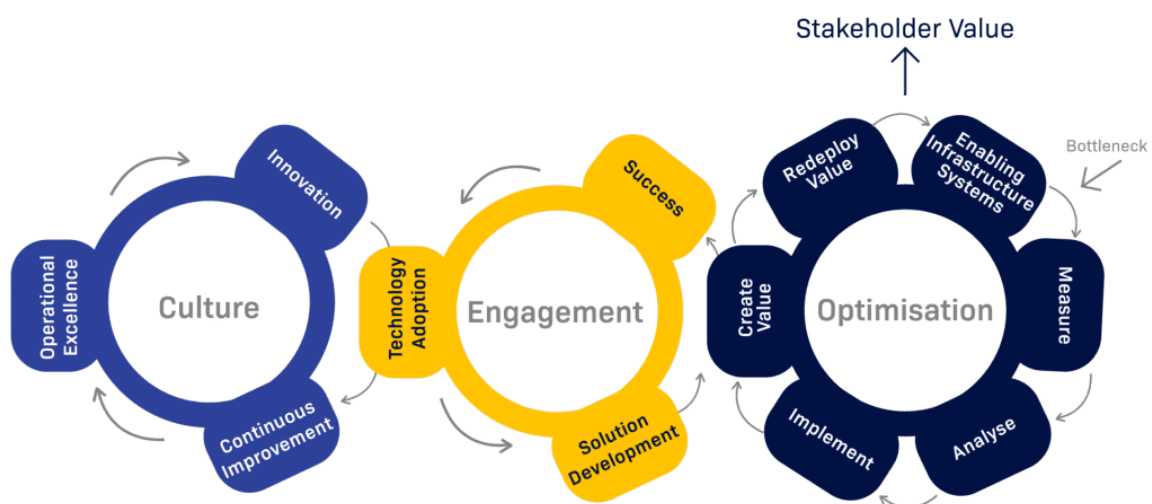 Stakeholder Value
Bottleneck
Innovation
Operational
Excellence
Continuous
Improvement
Culture
Technology
Adoption
Success
Solution
Development
Engagement
Redeploy
Value
Enabling
Infrastructure
Systems
Measure
Analyse
Implement
Create
Value
Optimisation